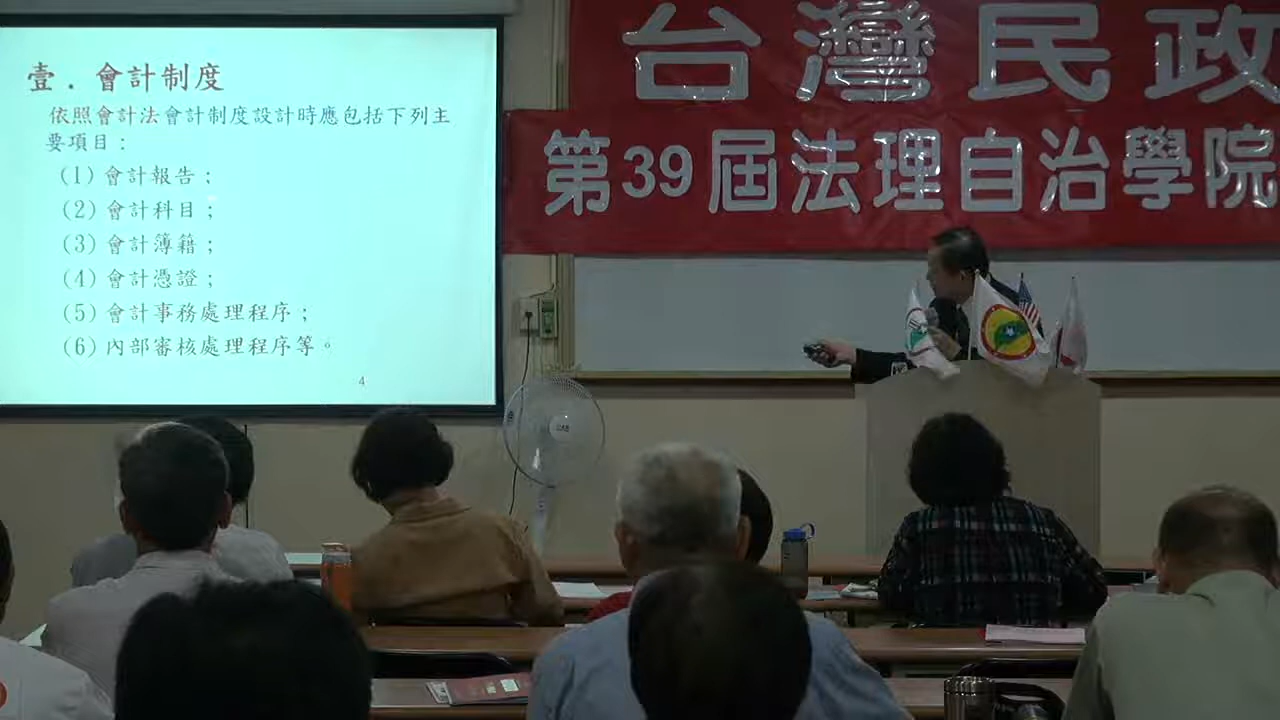 壹.會計制度
依照會計法會計制度設計時應包括下列主
要項目：
(1)會計報告；
(2)會計科目；
(3)會計簿籍；
(4)會計憑證；
(5)會計事務處理程序；
(6)內部審核處理程序等。
4
台灣民政
第39屆法理自治學院